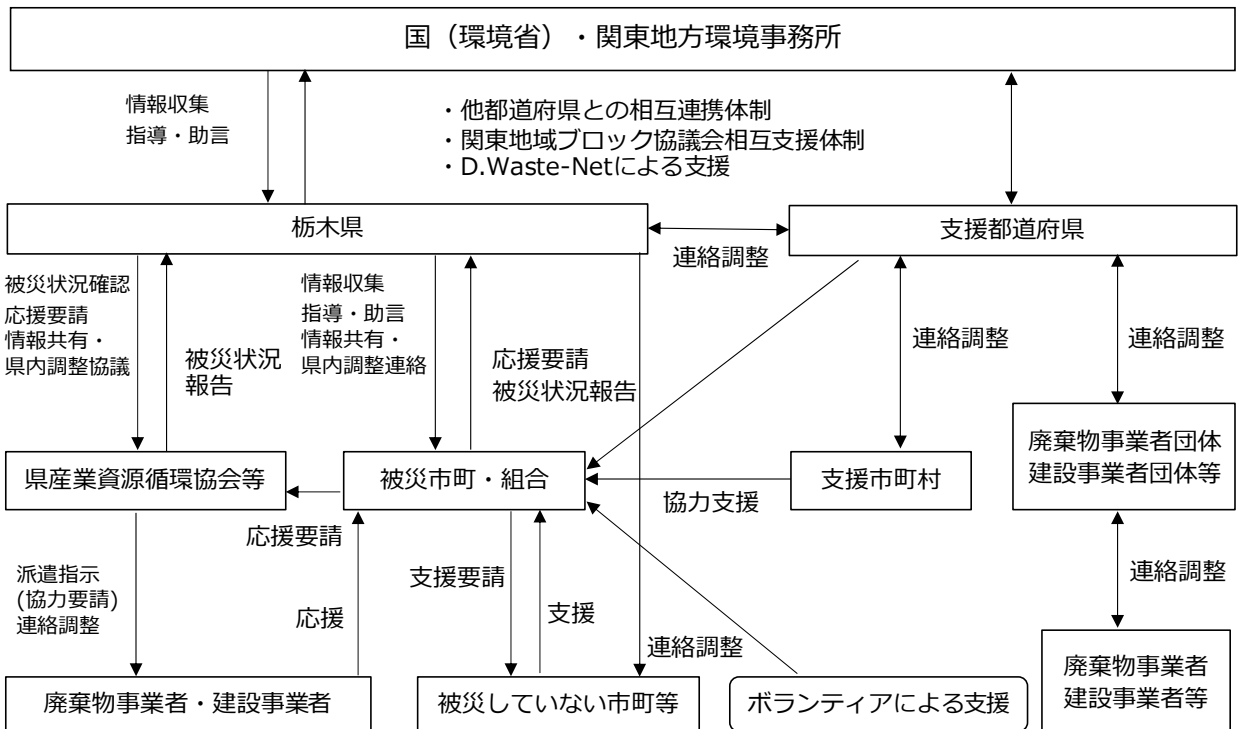 国（環境省）・関東地方環境事務所
情報収集
指導・助言
・他都道府県との相互連携体制
・関東地域ブロック協議会相互支援体制
・D.Waste-Netによる支援
栃木県
支援都道府県
連絡調整
被災状況確認
応援要請
情報共有・
県内調整協議
被災状況
報告
情報収集
指導・助言
情報共有・
県内調整連絡
応援要請
被災状況報告
連絡調整
連絡調整
県産業資源循環協会等
被災市町・組合
支援市町村
廃棄物事業者団体
建設事業者団体等
協力支援
応援要請
派遣指示
(協力要請)
連絡調整
応援
支援要請
支援
連絡調整
連絡調整
廃棄物事業者・建設事業者
被災していない市町等
ボランティアによる支援
廃棄物事業者
建設事業者等